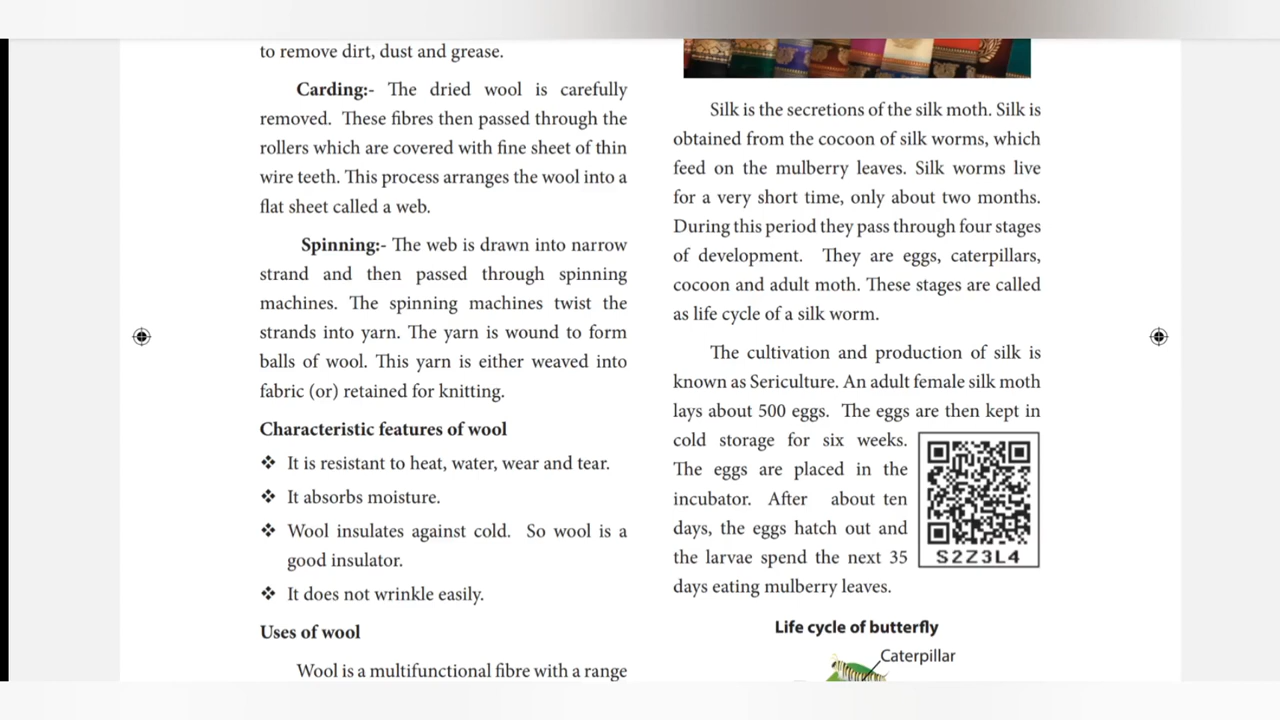 to remove dirt, dust and grease.
Carding:- The dried wool is carefully
removed. These fibres then passed through the
rollers which are covered with fine sheet of thin
wire teeth. This process arranges the wool into a
flat sheet called a web.
Spinning:- The web is drawn into narrow
strand and then passed through spinning
machines. The spinning machines twist the
strands into yarn. The yarn is wound to form
balls of wool. This yarn is either weaved into
fabric (or) retained for knitting.
Characteristic features of wool
❖ It is resistant to heat, water, wear and tear.
❖ It absorbs moisture.
❖ Wool insulates against cold. So wool is a
good insulator.
❖ It does not wrinkle easily.
Uses of wool
Wool is a multifunctional fibre with a range
Silk is the secretions of the silk moth. Silk is
obtained from the cocoon of silk worms, which
feed on the mulberry leaves. Silk worms live
for a very short time, only about two months.
During this period they pass through four stages
of development. They are eggs, caterpillars,
cocoon and adult moth. These stages are called
as life cycle of a silk worm.
The cultivation and production of silk is
known as Sericulture. An adult female silk moth
lays about 500 eggs. The eggs are then kept in
cold storage for six weeks.
The eggs are placed in the
incubator. After about ten
days, the eggs hatch out and
the larvae spend the next 35
days eating mulberry leaves.
S2Z3L4
Life cycle of butterfly
Caterpillar